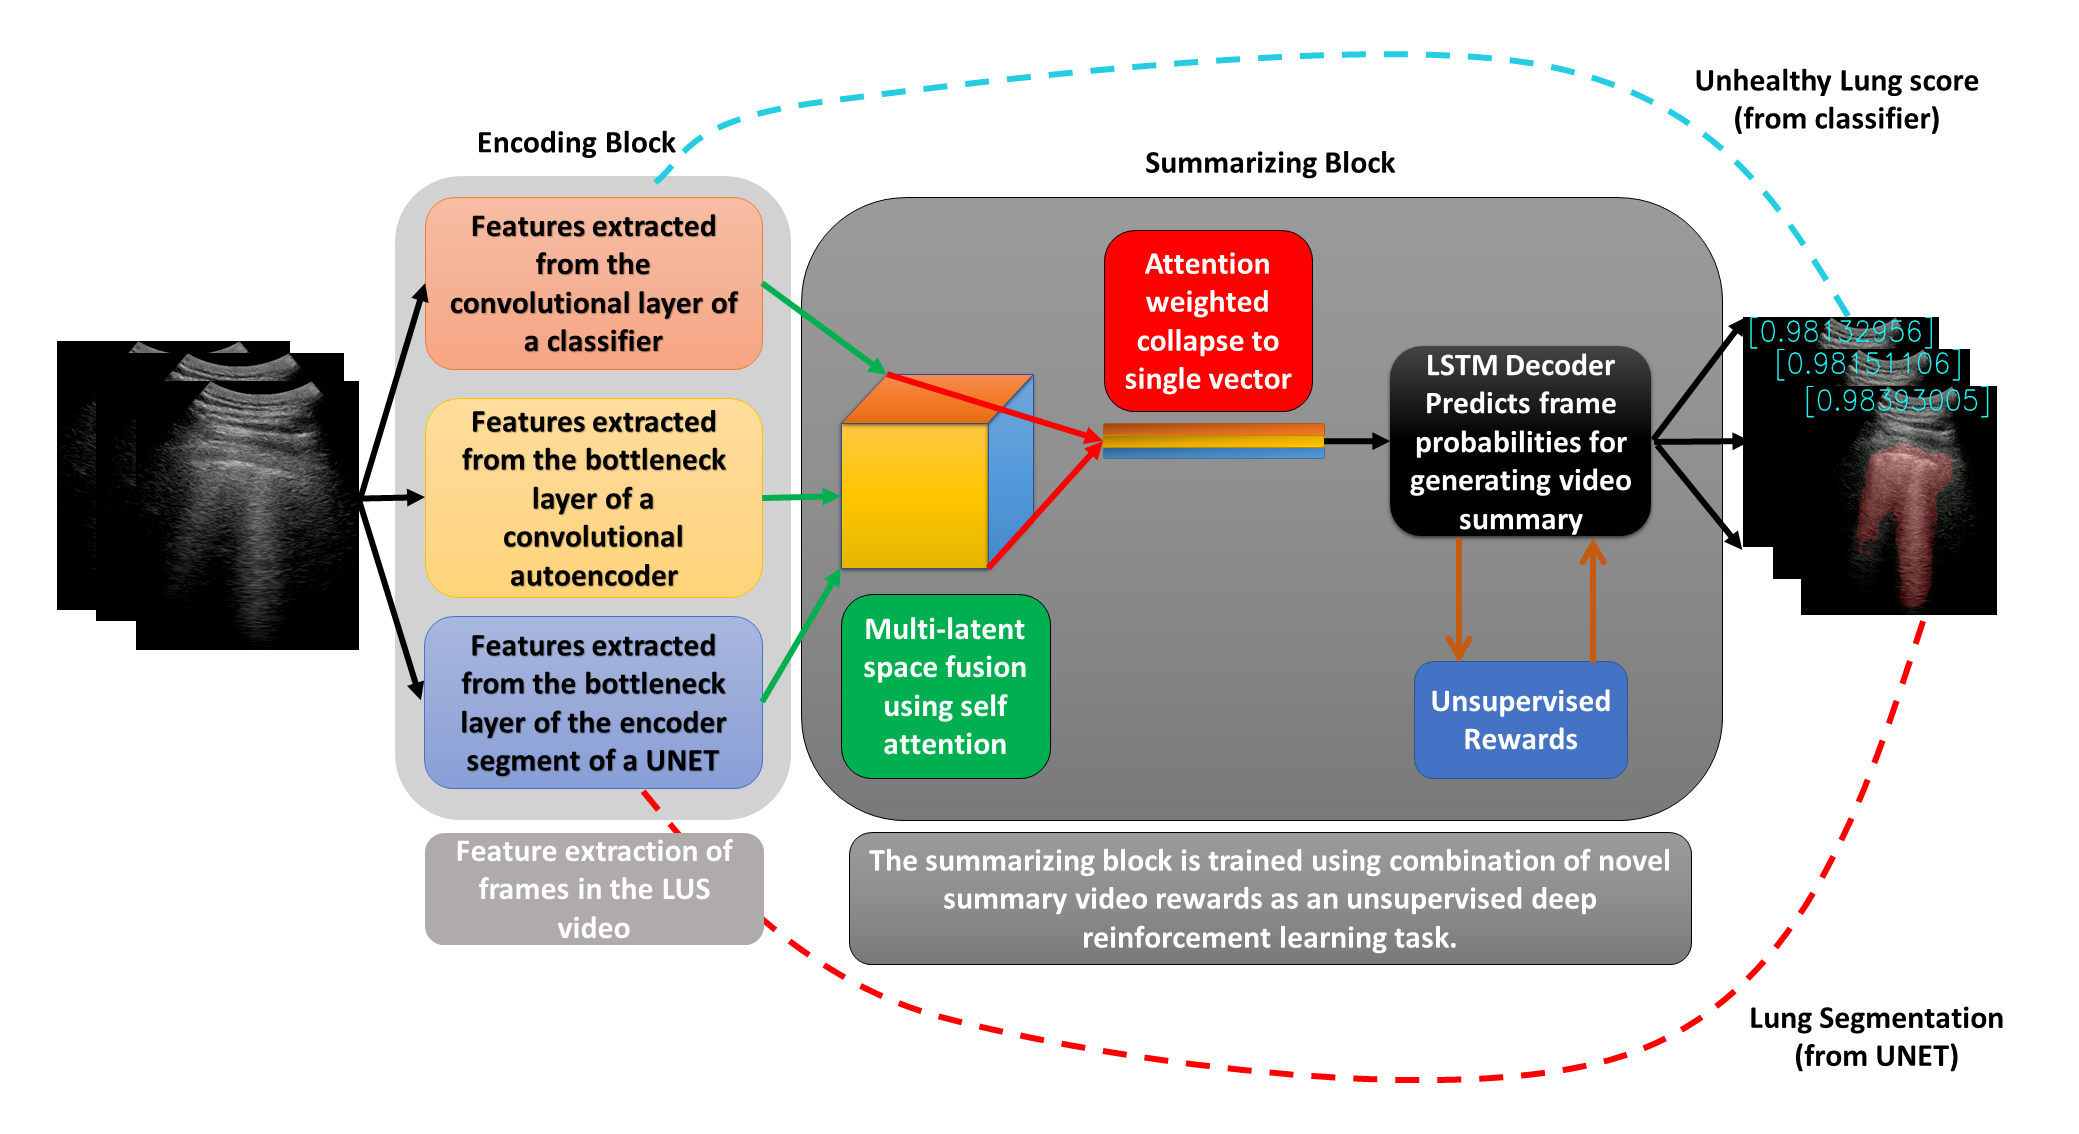 Unhealthy Lung score
(from classifier)
Encoding Block
Summarizing Block
Features extracted
from the
convolutional layer of
a classifier
Features extracted
from the bottleneck
layer of a
convolutional
autoencoder
Features extracted
from the bottleneck
layer of the encoder
segment of a UNET
Feature extraction of
frames in the LUS
video
Multi-latent
space fusion
using self
attention
Attention
weighted
collapse to
single vector
LSTM Decoder
Predicts frame
probabilities for
generating video
summary
Unsupervised
Rewards
The summarizing block is trained using combination of novel
summary video rewards as an unsupervised deep
reinforcement learning task.
[0.98132956]
[0.98151106]
[0.98393005]
Lung Segmentation
(from UNET)